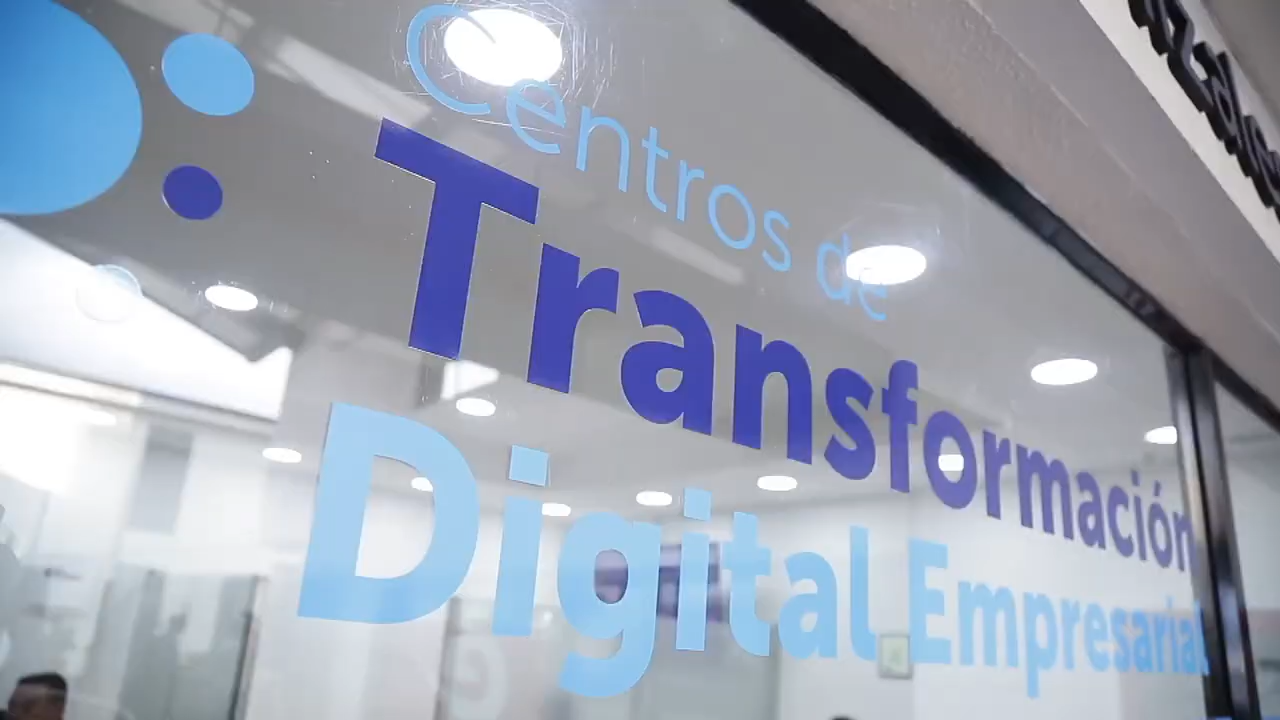 Centros de
Transformación
Digital Empresarial